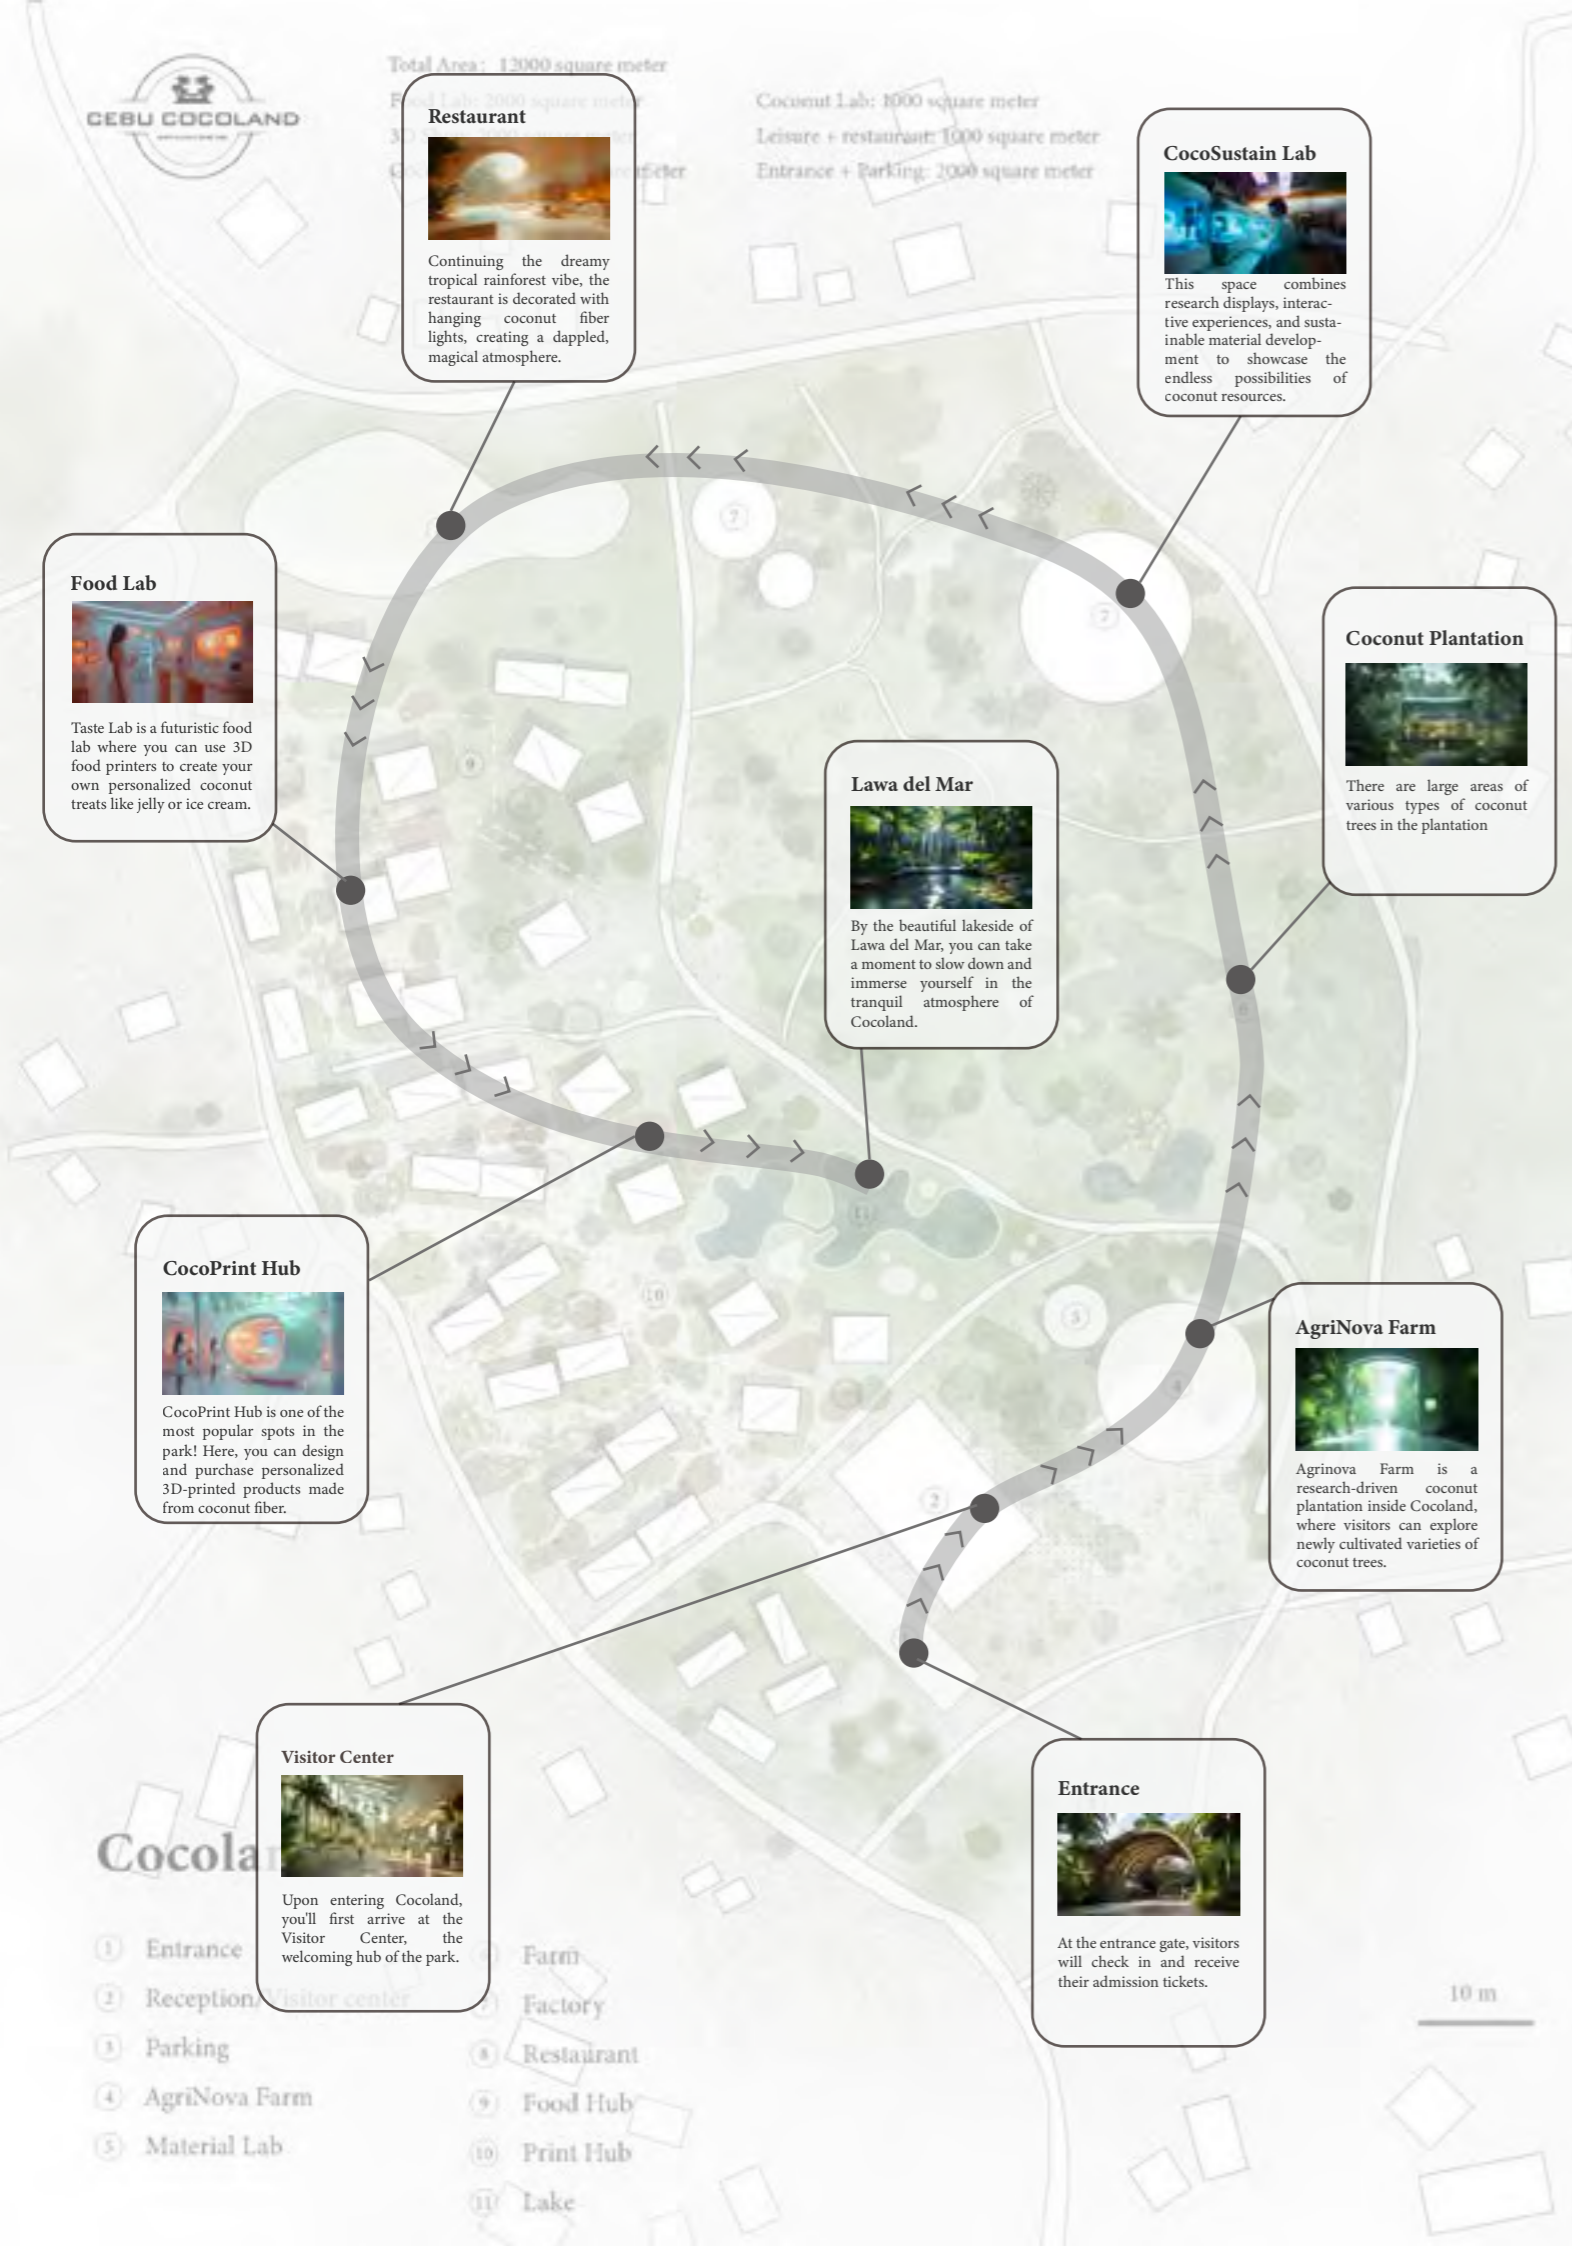 CEBU COCOLAND
Total Area: 12000 square meter
Food Lab: 2000 square meter
Coconut Lab: 1000 square meter
Leisure + restaurant: 1000 square meter
Entrance + Parking: 2000 square meter
Restaurant
Continuing the dreamy
tropical rainforest vibe, the
restaurant is decorated with
hanging coconut fiber
lights, creating a dappled,
magical atmosphere.
CocoSustain Lab
This space combines
research displays, interac-
tive experiences, and susta-
inable material develop-
ment to showcase the
endless possibilities of
coconut resources.
Food Lab
Taste Lab is a futuristic food
lab where you can use 3D
food printers to create your
own personalized coconut
treats like jelly or ice cream.
Coconut Plantation
There are large areas of
various types of coconut
trees in the plantation
Lawa del Mar
By the beautiful lakeside of
Lawa del Mar, you can take
a moment to slow down and
immerse yourself in the
tranquil atmosphere of
Cocoland.
CocoPrint Hub
CocoPrint Hub is one of the
most popular spots in the
park! Here, you can design
and purchase personalized
3D-printed products made
from coconut fiber.
AgriNova Farm
Agrinova Farm is a
research-driven coconut
plantation inside Cocoland,
where visitors can explore
newly cultivated varieties of
coconut trees.
Visitor Center
Upon entering Cocoland,
you'll first arrive at the
Visitor Center, the
welcoming hub of the park.
Entrance
At the entrance gate, visitors
will check in and receive
their admission tickets.
7
7
9
11
10
5
4
2
1 Entrance
2 Reception/Visitor center
3 Parking
4 AgriNova Farm
5 Material Lab
Farm
Factory
8 Restaurant
9 Food Hub
10 Print Hub
11 Lake
10 m